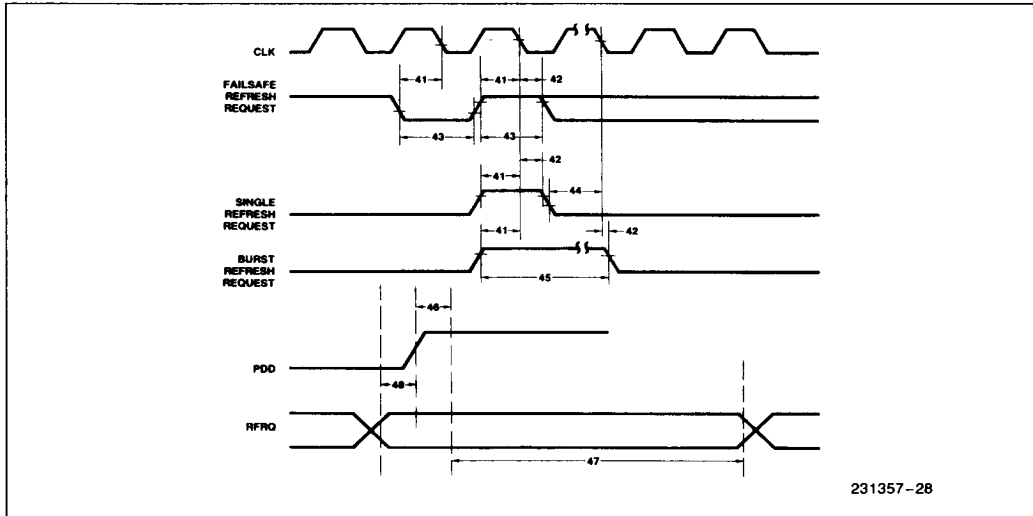 CLK
41 41 42
FAILSAFE
REFRESH
REQUEST
43 43
42
41 44
SINGLE
REFRESH
REQUEST
41 42
BURST
REFRESH
REQUEST
45
46
PDD
48
RFRQ
47
231357-28